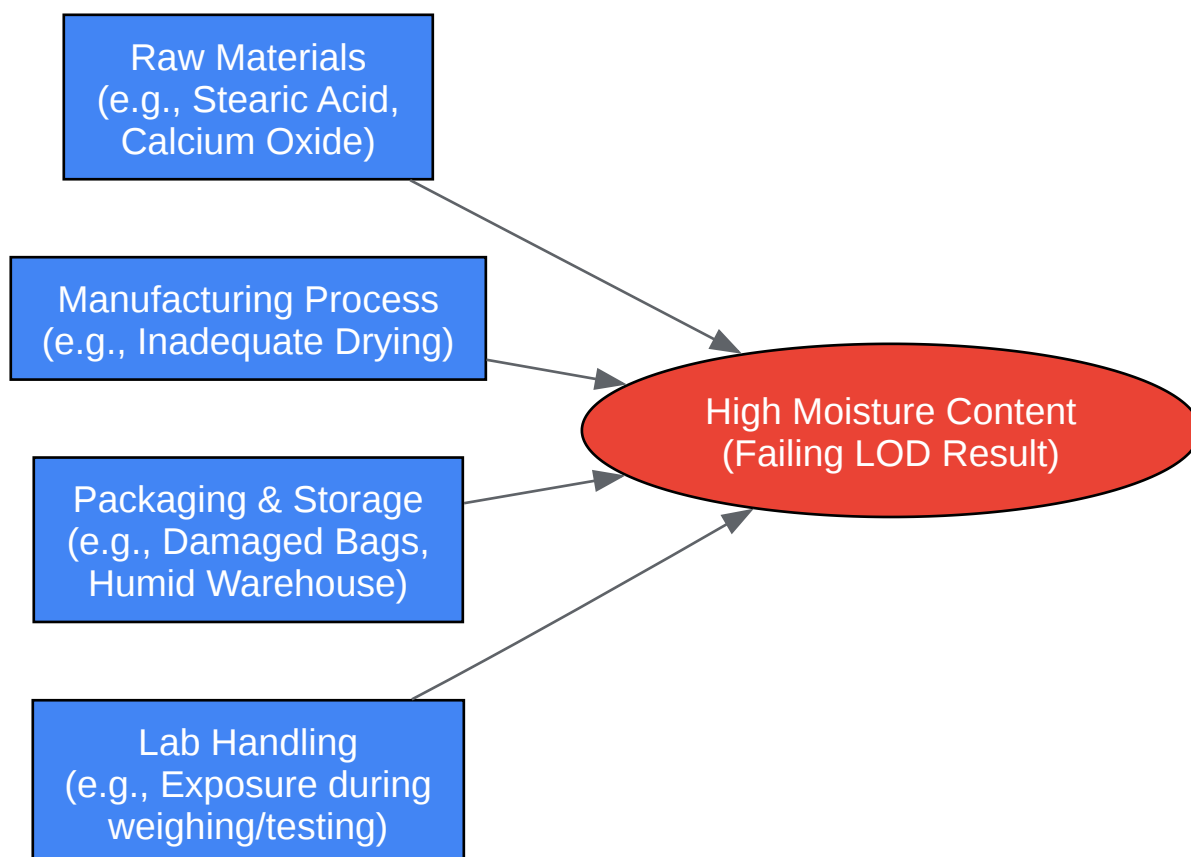 Raw Materials
(e.g., Stearic Acid,
Calcium Oxide)
Manufacturing Process
(e.g., Inadequate Drying)
High Moisture Content
(Failing LOD Result)
Packaging & Storage
(e.g., Damaged Bags,
Humid Warehouse)
Lab Handling
(e.g., Exposure during
weighing/testing)